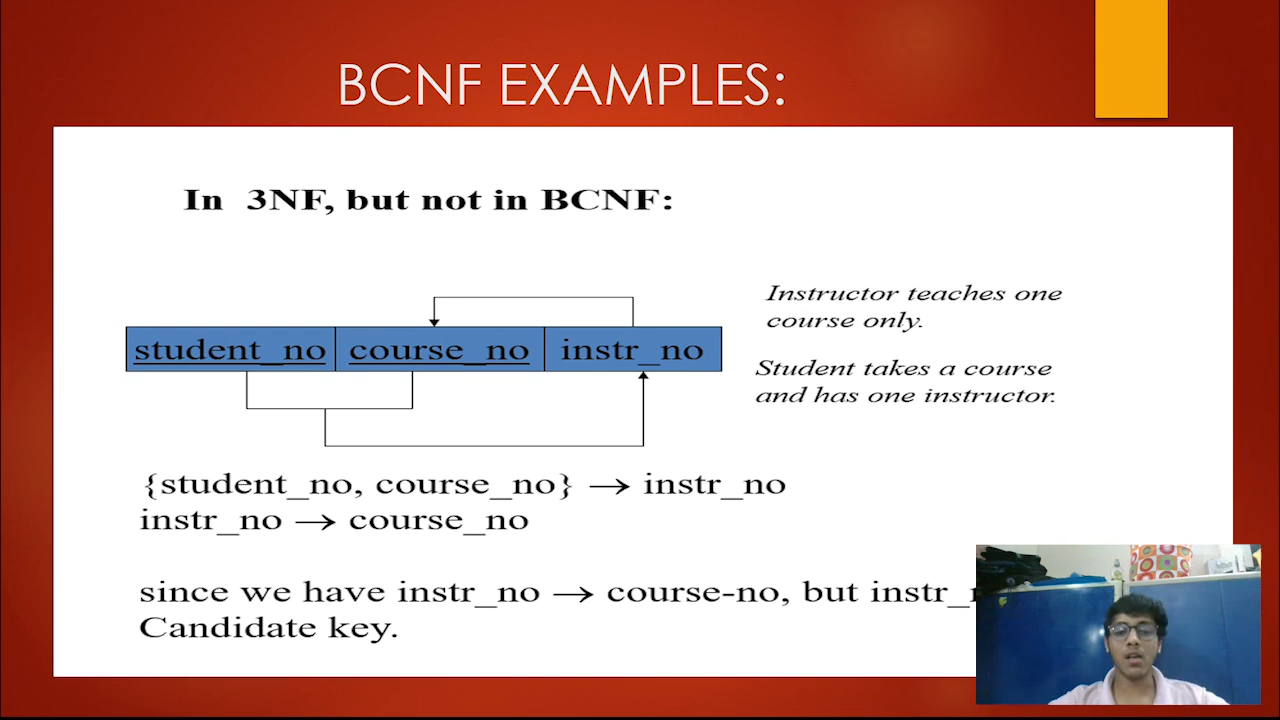 BCNF EXAMPLES:
In 3NF, but not in BCNF:
Instructor teaches one
course only.
student_no course_no instr_no
Student takes a course
and has one instructor.
{student_no, course_no} → instr_no
instr_no → course_no
since we have instr_no → course-no, but
Candidate key.